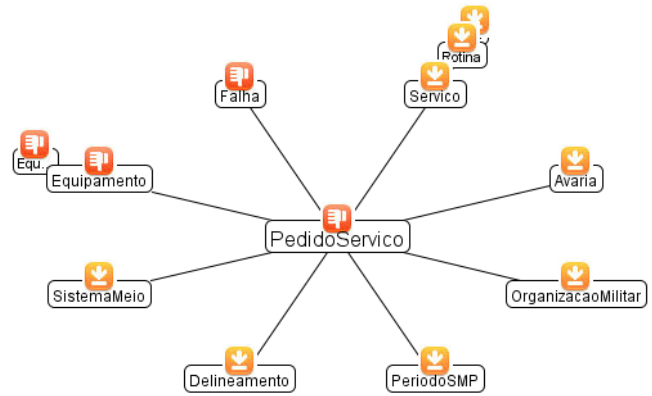 Rotina
Falha
Servico
Equ...
Equipamento
Avaria
PedidoServico
SistemaMeio
OrganizacaoMilitar
Delineamento
PeriodoSMP